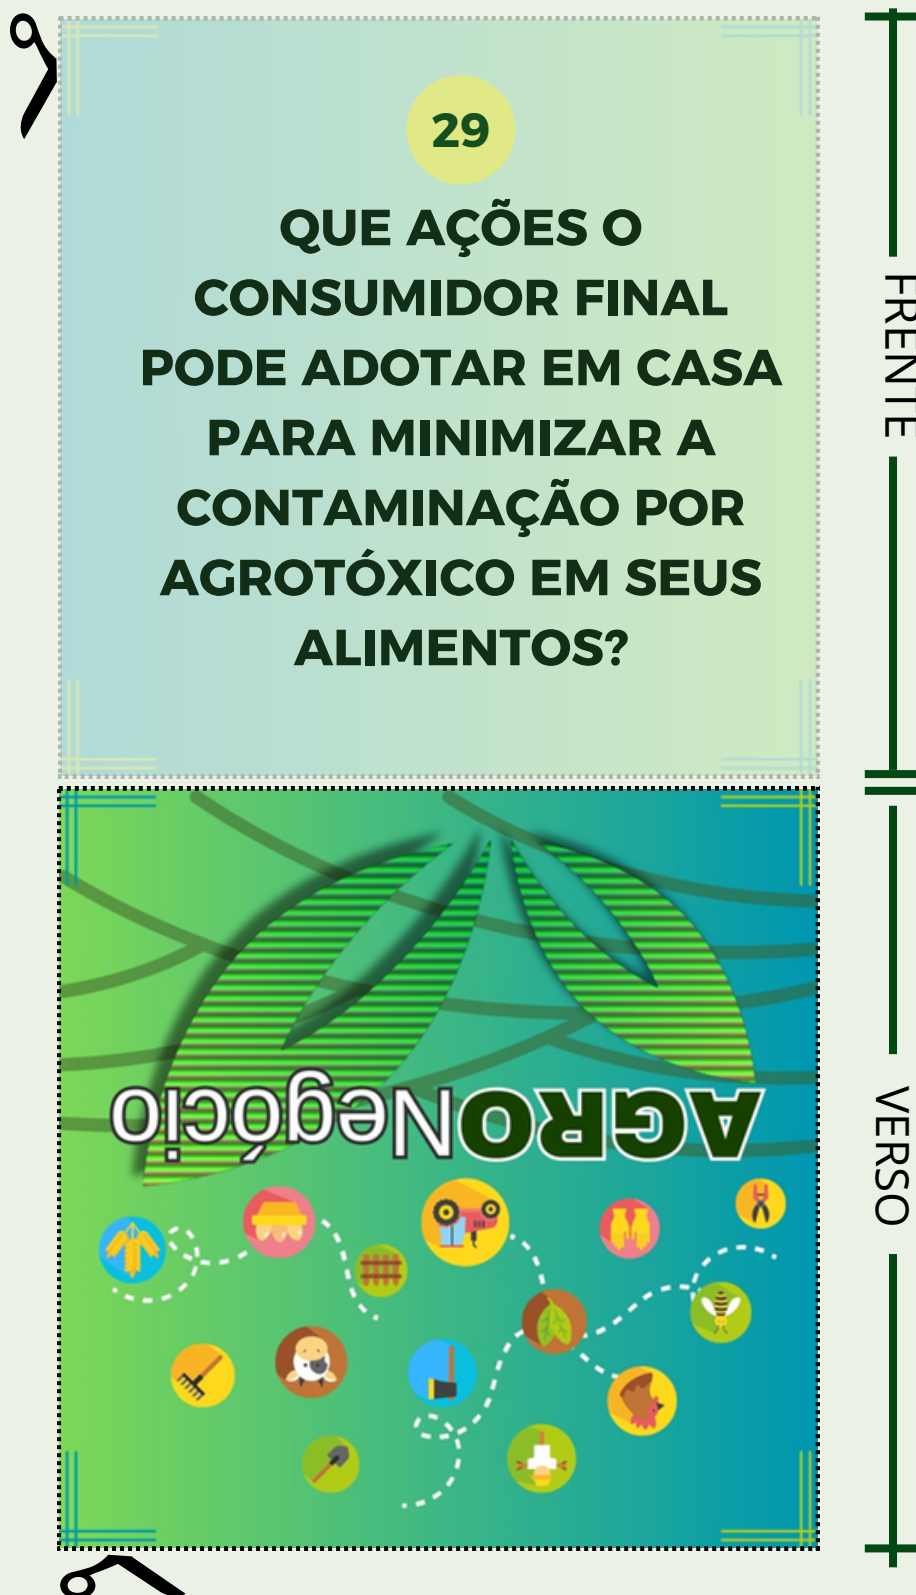 29
QUE AÇÕES O
CONSUMIDOR FINAL
PODE ADOTAR EM CASA
PARA MINIMIZAR A
CONTAMINAÇÃO POR
AGROTÓXICO EM SEUS
ALIMENTOS?
FRENTE
AGRONegócio
VERSO